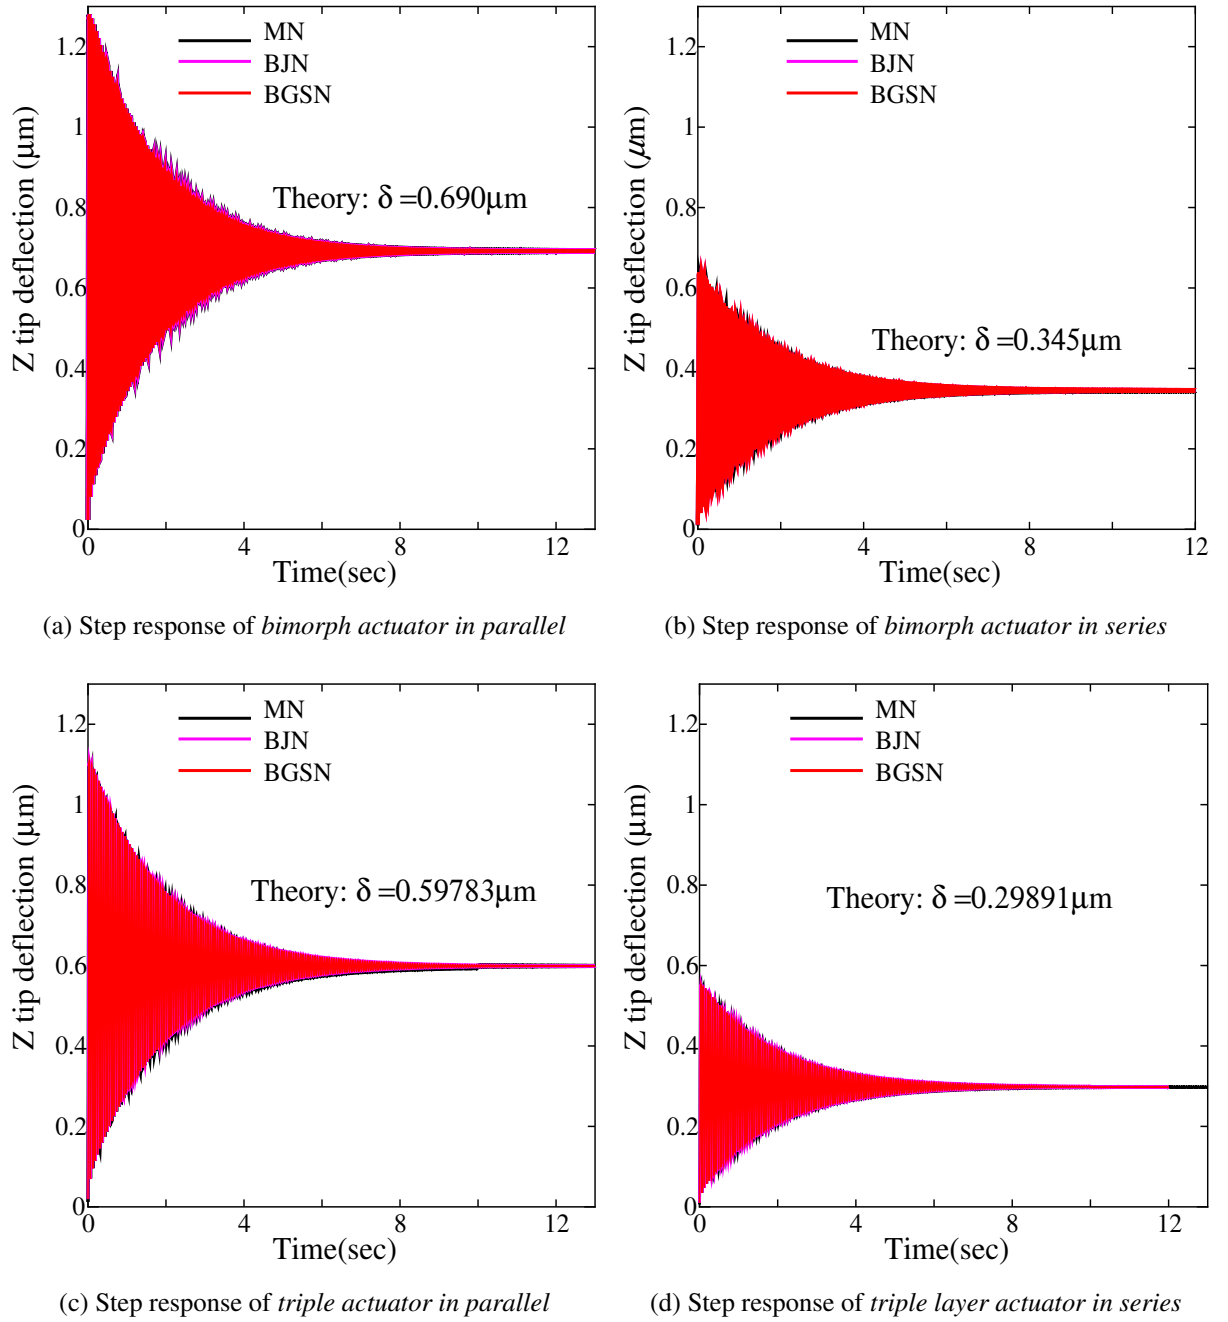 MN
BJN
BGSN
1.2
1
0.8
0.6
0.4
0.2
0
Z tip deflection (μm)
Theory: δ =0.690μm
0
4
8
12
Time(sec)
(a) Step response of bimorph actuator in parallel
MN
BJN
BGSN
1.2
1
0.8
0.6
0.4
0.2
0
Z tip deflection (μm)
Theory: δ =0.345μm
0
4
8
12
Time(sec)
(b) Step response of bimorph actuator in series
MN
BJN
BGSN
1.2
1
0.8
0.6
0.4
0.2
0
Z tip deflection (μm)
Theory: δ =0.59783μm
0
4
8
12
Time(sec)
(c) Step response of triple actuator in parallel
MN
BJN
BGSN
1.2
1
0.8
0.6
0.4
0.2
0
Z tip deflection (μm)
Theory: δ =0.29891μm
0
4
8
12
Time(sec)
(d) Step response of triple layer actuator in series